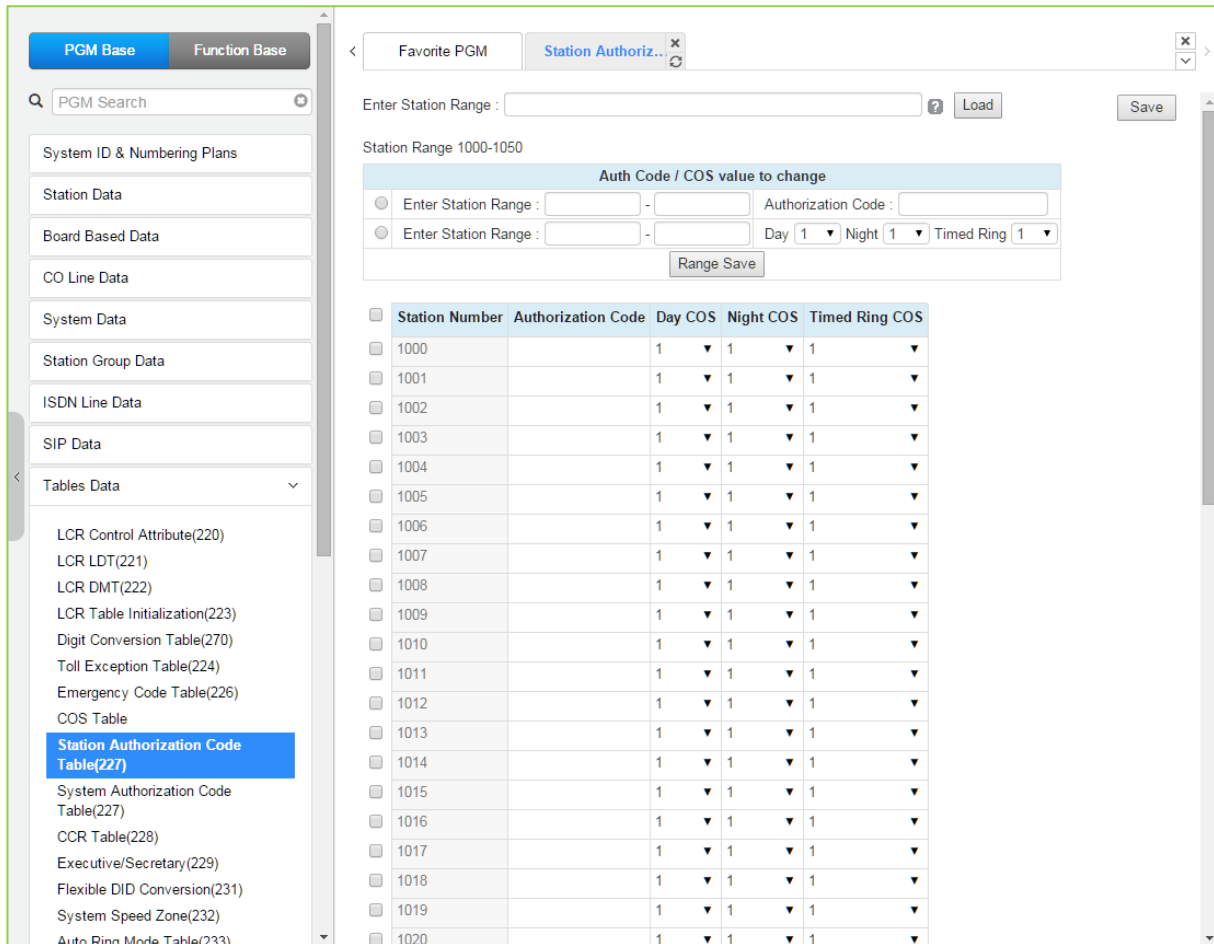 PGM Base Function Base
PGM Search
System ID & Numbering Plans
Station Data
Board Based Data
CO Line Data
System Data
Station Group Data
ISDN Line Data
SIP Data
Tables Data
LCR Control Attribute(220)
LCR LDT(221)
LCR DMT(222)
LCR Table Initialization(223)
Digit Conversion Table(270)
Toll Exception Table(224)
Emergency Code Table(226)
COS Table
Station Authorization Code
Table(227)
System Authorization Code
Table(227)
CCR Table(228)
Executive/Secretary(229)
Flexible DID Conversion(231)
System Speed Zone(232)
Auto Ring Mode Table(233)
Favorite PGM Station Authoriz...
Enter Station Range : ? Load Save
Station Range 1000-1050
Auth Code / COS value to change
Enter Station Range : - Authorization Code :
Enter Station Range : - Day 1 Night 1 Timed Ring 1
Range Save
Station Number Authorization Code Day COS Night COS Timed Ring COS
1000 1 1 1
1001 1 1 1
1002 1 1 1
1003 1 1 1
1004 1 1 1
1005 1 1 1
1006 1 1 1
1007 1 1 1
1008 1 1 1
1009 1 1 1
1010 1 1 1
1011 1 1 1
1012 1 1 1
1013 1 1 1
1014 1 1 1
1015 1 1 1
1016 1 1 1
1017 1 1 1
1018 1 1 1
1019 1 1 1
1020 1 1 1